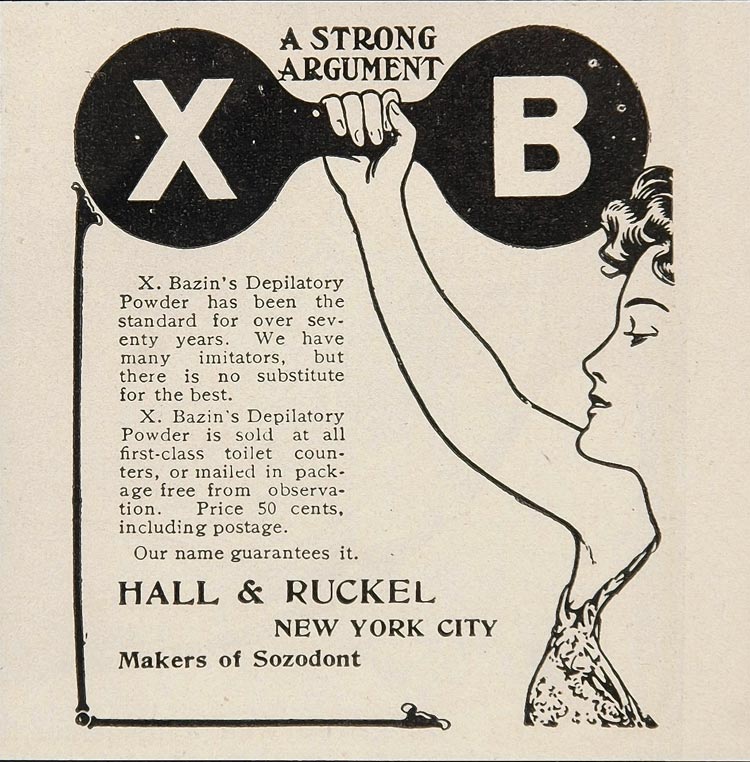 A STRONG
ARGUMENT
X B
X. Bazin's Depilatory
Powder has been the
standard for over sev-
enty years. We have
many imitators, but
there is no substitute
for the best.
X. Bazin's Depilatory
Powder is sold at all
first-class toilet coun-
ters, or mailed in pack-
age free from observa-
tion. Price 50 cents,
including postage.
Our name guarantees it.
HALL & RUCKEL
NEW YORK CITY
Makers of Sozodont